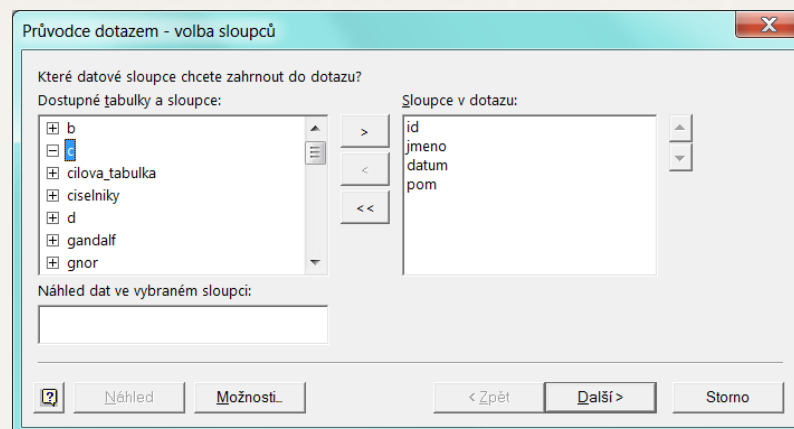 Průvodce dotazem - volba sloupců
Které datové sloupce chcete zahrnout do dotazu?
Dostupné tabulky a sloupce:
b
c
cilova_tabulka
ciselniky
d
gandalf
gnor
>
<
<<
Sloupce v dotazu:
id
jmeno
datum
pom
Náhled dat ve vybraném sloupci:
?
Náhled
Možnosti...
< Zpět
Další >
Storno